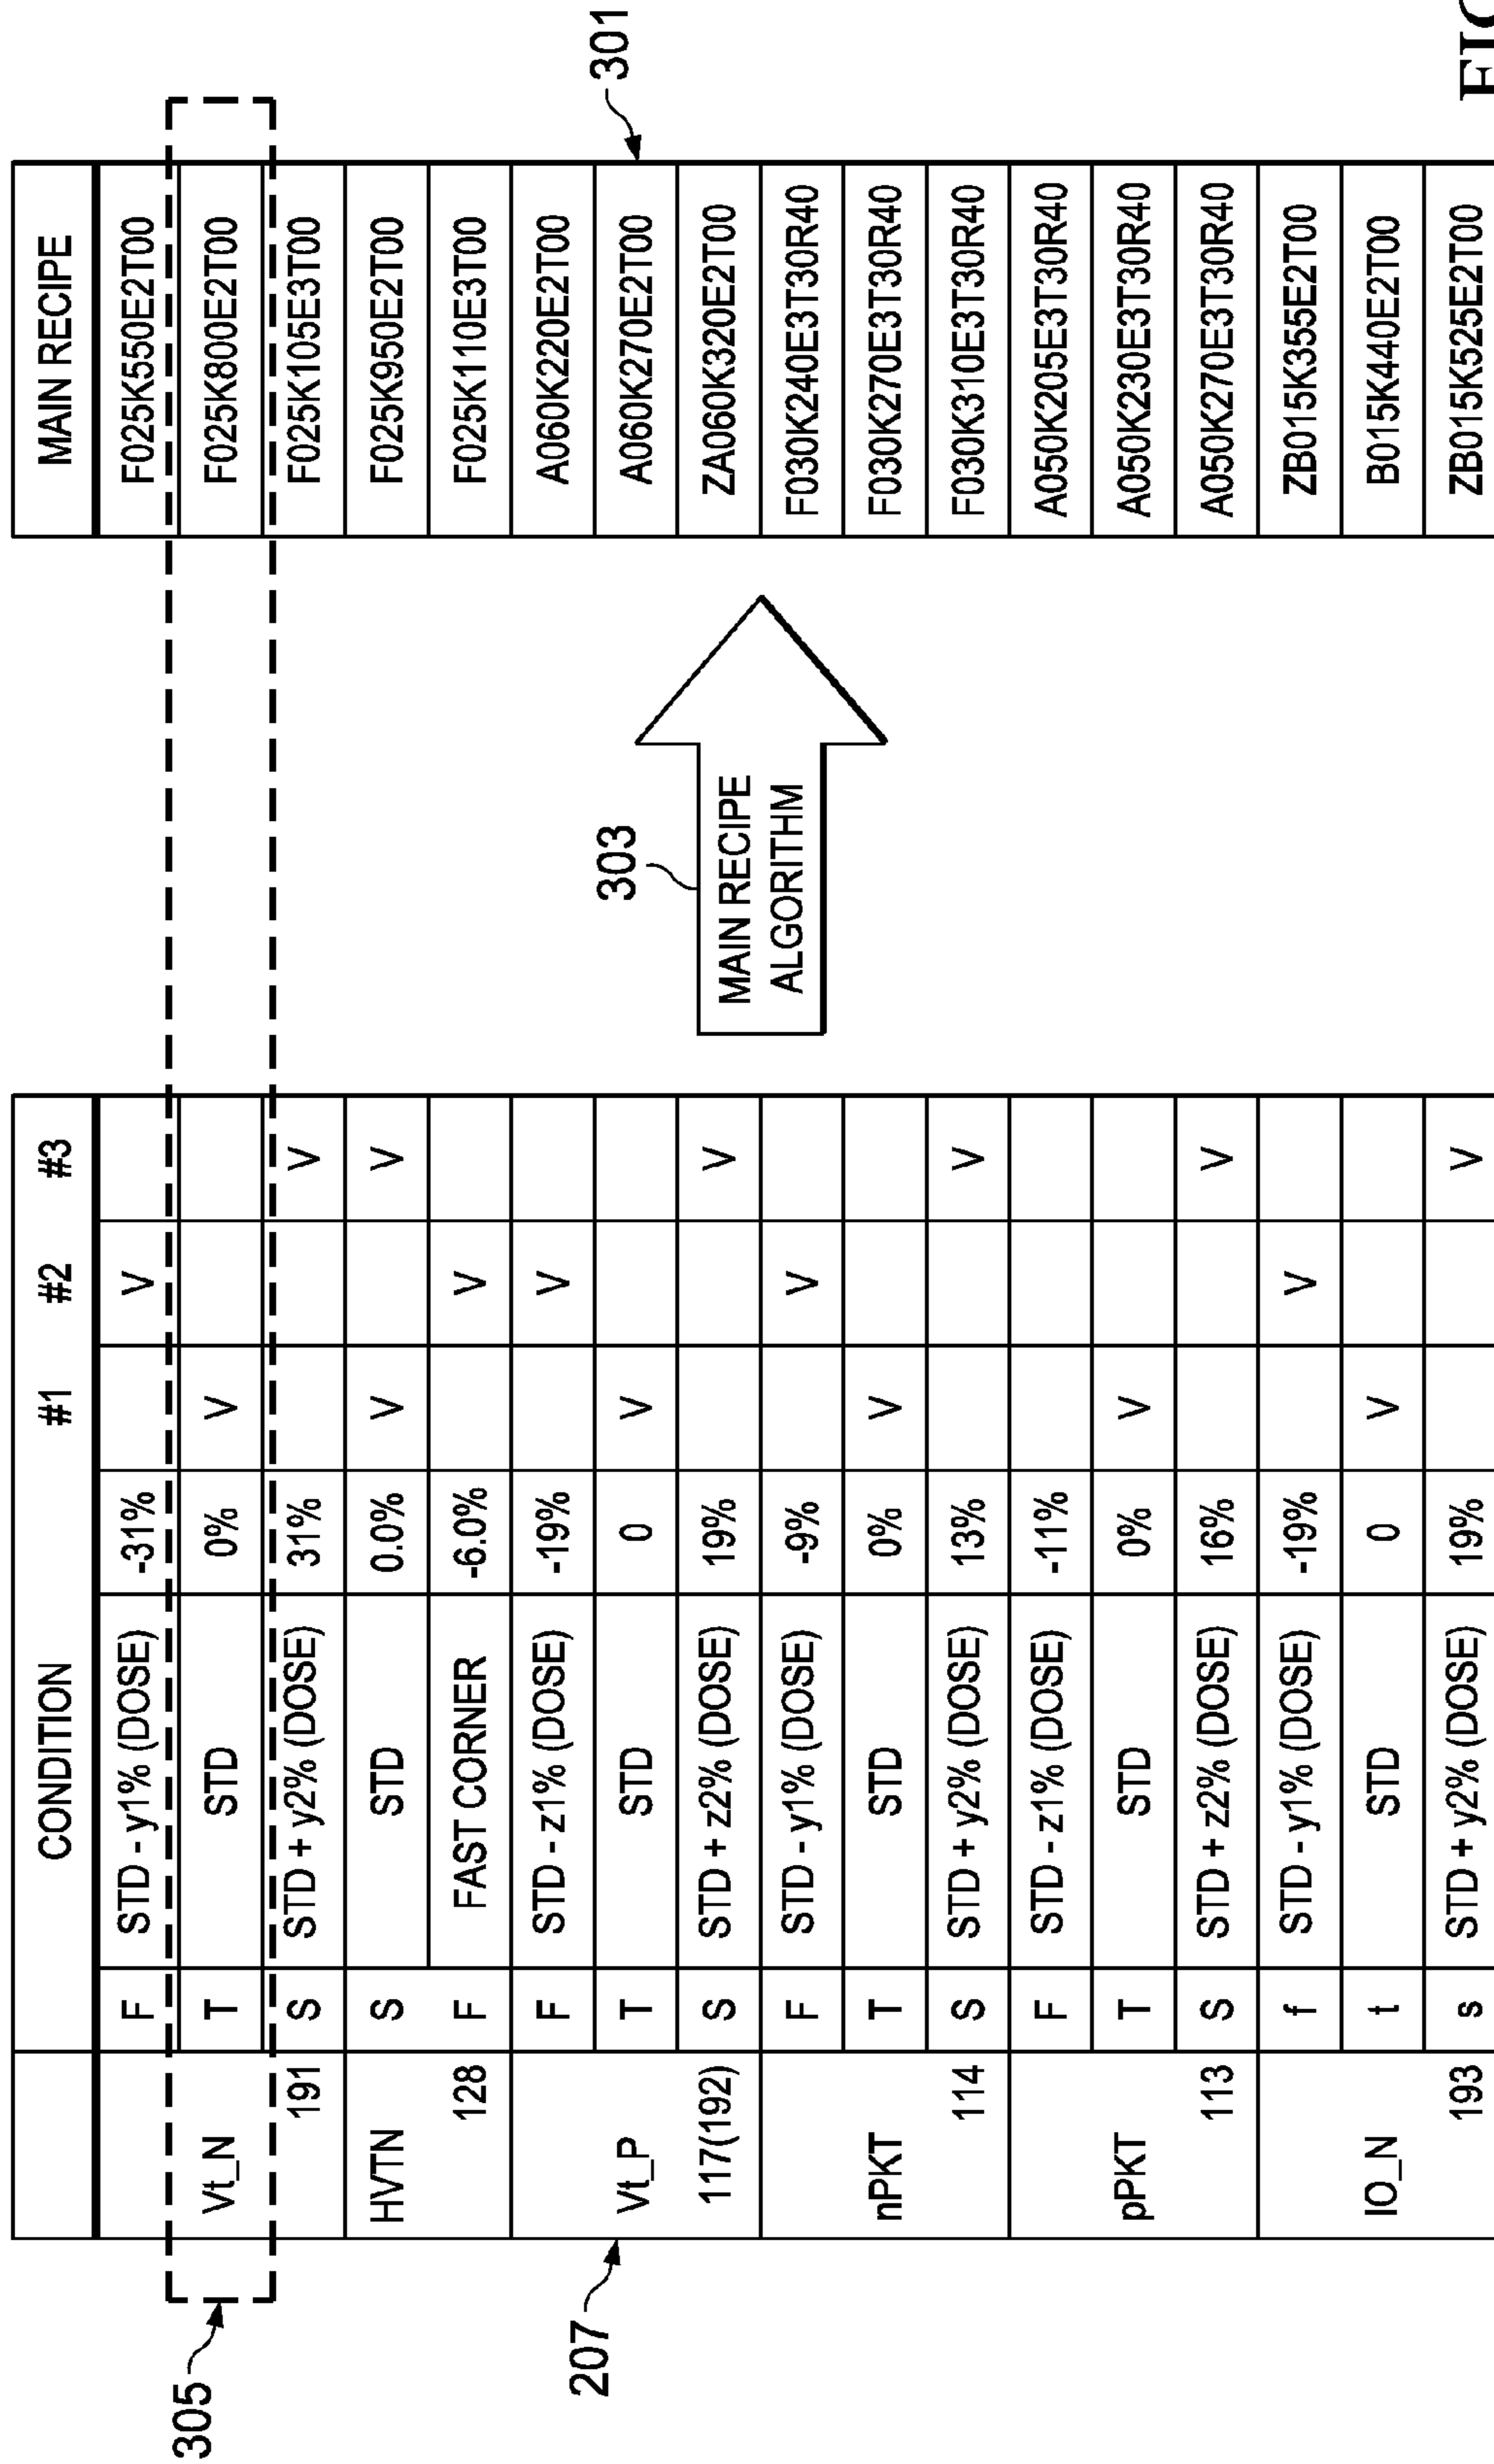 CONDITION #1 #2 #3 MAIN RECIPE
F STD - y1% (DOSE) -31% V F025K550E2T00
305 Vt_N T STD 0% V F025K800E2T00
191 S STD + y2% (DOSE) 31% V F025K105E3T00
HVTN S STD 0.0% V V F025K950E2T00
128 F FAST CORNER -6.0% V F025K110E3T00
F STD - z1% (DOSE) -19% V A060K220E2T00
207 Vt_P T STD 0 V 303 A060K270E2T00 301
117(192) S STD + z2% (DOSE) 19% V MAIN RECIPE ZA060K320E2T00
F STD - y1% (DOSE) -9% V ALGORITHM F030K240E3T30R40
nPKT T STD 0% V F030K270E3T30R40
114 S STD + y2% (DOSE) 13% V F030K310E3T30R40
F STD - z1% (DOSE) -11% A050K205E3T30R40
pPKT T STD 0% V A050K230E3T30R40
113 S STD + z2% (DOSE) 16% V A050K270E3T30R40
f STD - y1% (DOSE) -19% V ZB015K355E2T00
IO_N t STD 0 V B015K440E2T00
193 s STD + y2% (DOSE) 19% V ZB015K525E2T00